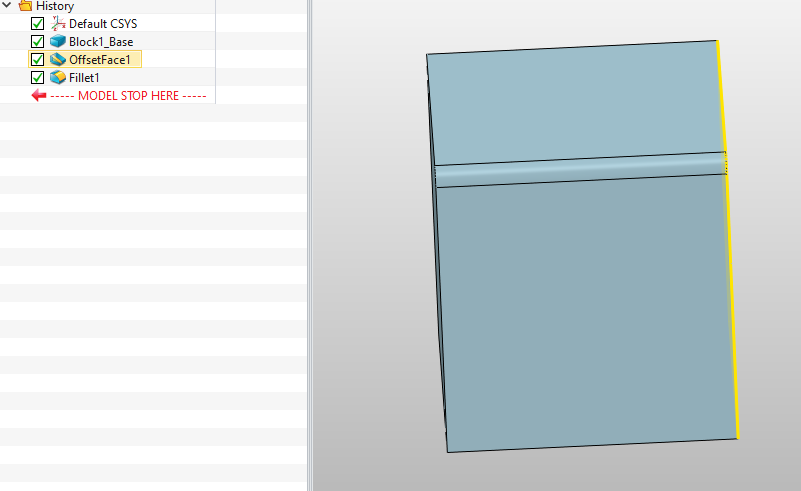 History
Default CSYS
Block1_Base
OffsetFace1
Fillet1
----- MODEL STOP HERE -----